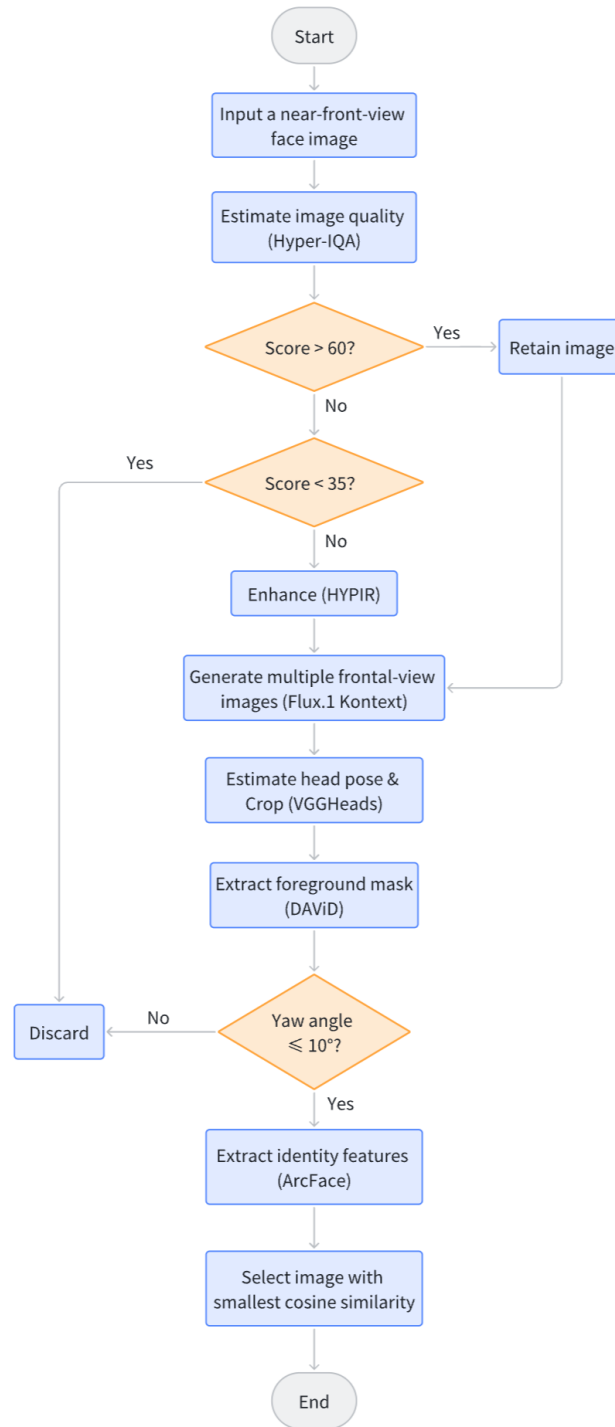 Start
Input a near-front-view
face image
Estimate image quality
(Hyper-IQA)
Score > 60?
Yes
Retain image
No
Yes
Score < 35?
No
Enhance (HYPIR)
Generate multiple frontal-view
images (Flux.1 Kontext)
Estimate head pose &
Crop (VGGHeads)
Extract foreground mask
(DAViD)
Discard
No
Yaw angle
⩽ 10°?
Yes
Extract identity features
(ArcFace)
Select image with
smallest cosine similarity
End